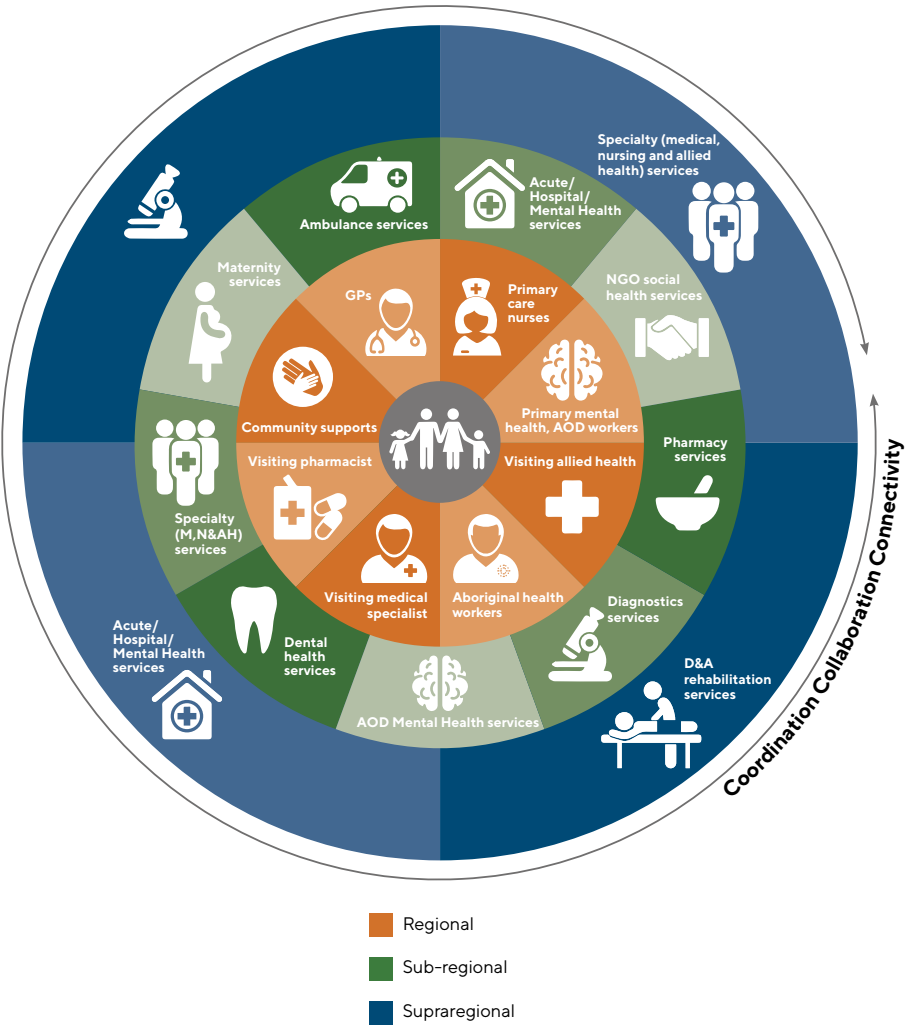 Specialty (medical,
nursing and allied
health) services
Ambulance services
Acute/
Hospital/
Mental Health
services
Maternity
services
NGO social
health services
GPs
Primary
care
nurses
Community supports
Primary mental
health, AOD workers
Pharmacy
services
Visiting pharmacist
Visiting allied health
Specialty
(M,N&AH)
services
Visiting medical
specialist
Aboriginal health
workers
Diagnostics
services
Dental
health
services
Acute/
Hospital/
Mental Health
services
AOD Mental Health services
D&A
rehabilitation
services
Coordination Collaboration Connectivity
Regional
Sub-regional
Supraregional